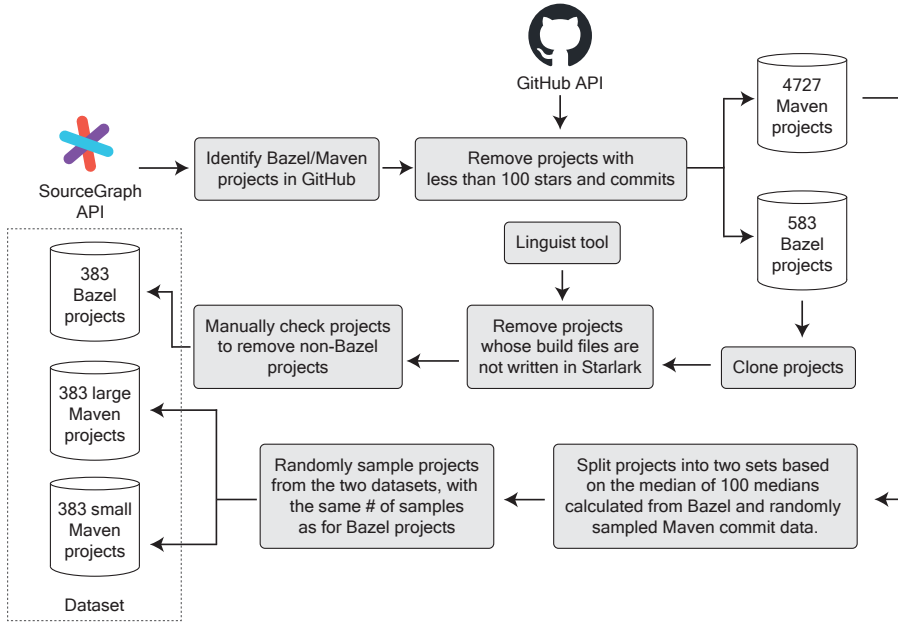 GitHub API
SourceGraph
API
Identify Bazel/Maven
projects in GitHub
Remove projects with
less than 100 stars and commits
4727
Maven
projects
583
Bazel
projects
Linguist tool
Clone projects
Remove projects
whose build files are
not written in Starlark
Manually check projects
to remove non-Bazel
projects
383
Bazel
projects
383 large
Maven
projects
383 small
Maven
projects
Dataset
Split projects into two sets based
on the median of 100 medians
calculated from Bazel and randomly
sampled Maven commit data.
Randomly sample projects
from the two datasets, with
the same # of samples
as for Bazel projects